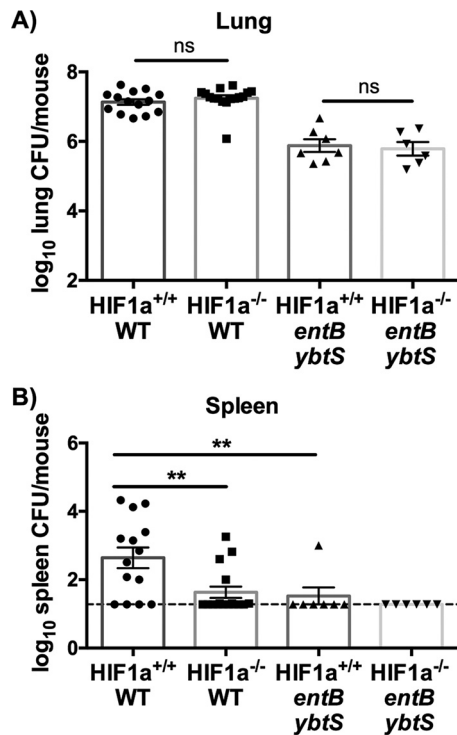 A)
Lung
ns
ns
log10 lung CFU/mouse
8
6
4
2
HIF1a+/+ HIF1a-/- HIF1a+/+ HIF1a-/-
WT WT entB entB
ybtS ybtS
B)
Spleen
**
**
log10 spleen CFU/mouse
6
4
2
0
HIF1a+/+ HIF1a-/- HIF1a+/+ HIF1a-/-
WT WT entB entB
ybtS ybtS